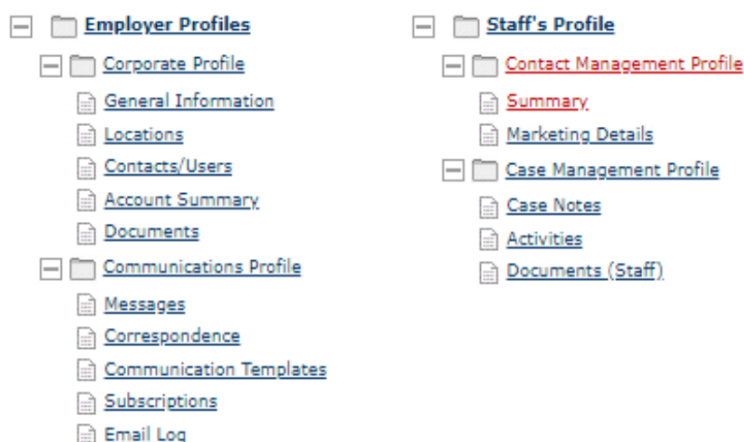 Employer Profiles
Corporate Profile
General Information
Locations
Contacts/Users
Account Summary
Documents
Communications Profile
Messages
Correspondence
Communication Templates
Subscriptions
Email Log
Staff's Profile
Contact Management Profile
Summary
Marketing Details
Case Management Profile
Case Notes
Activities
Documents (Staff)